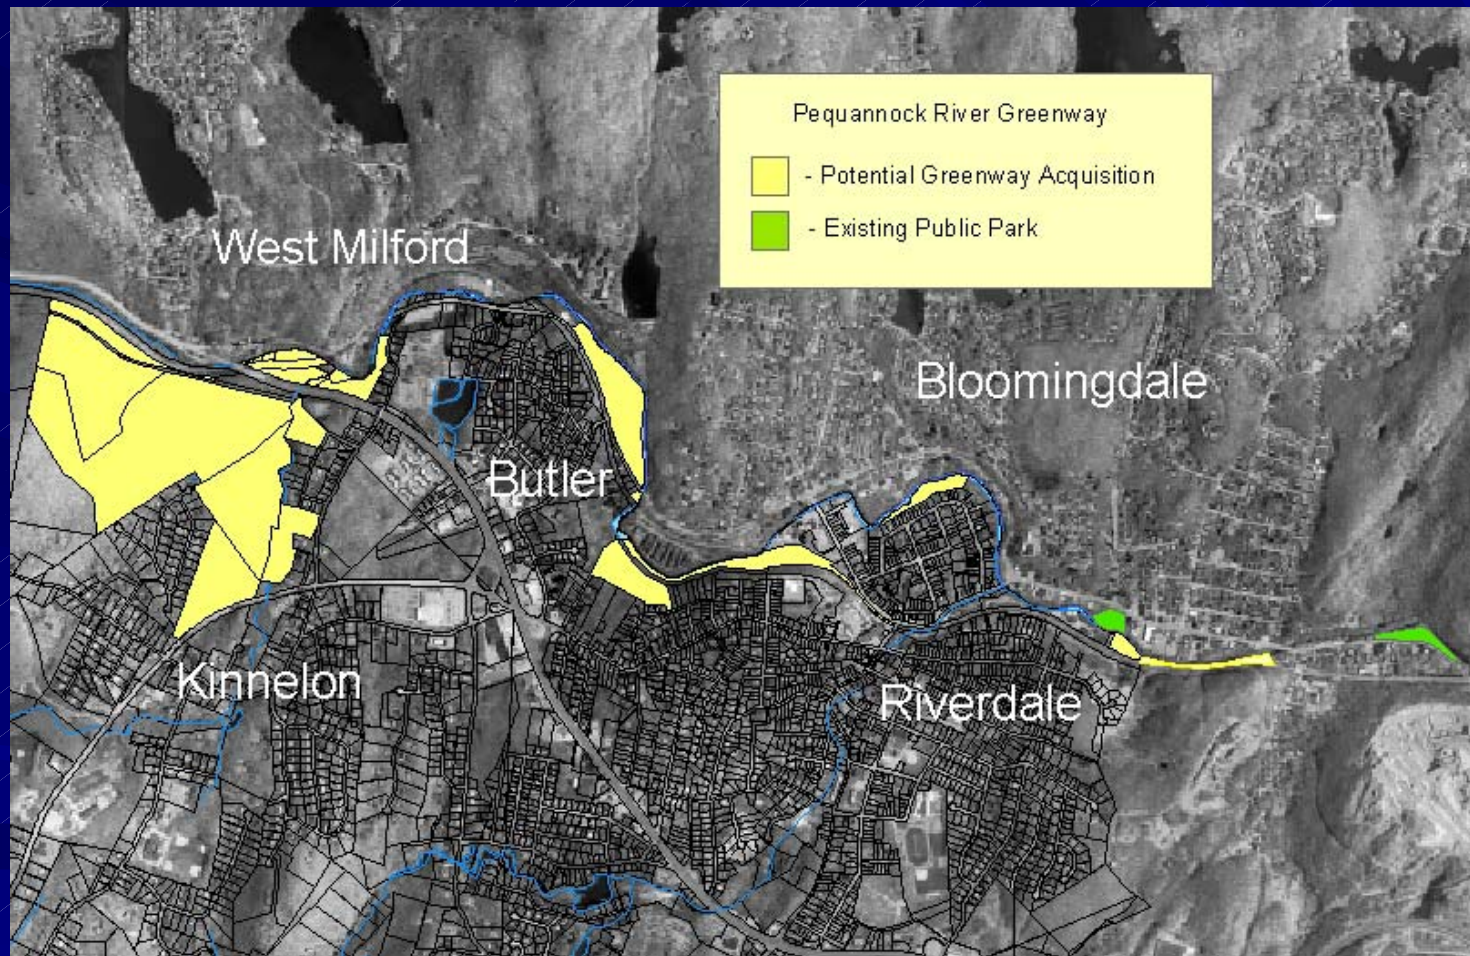 Pequannock River Greenway
- Potential Greenway Acquisition
- Existing Public Park
West Milford
Bloomingdale
Butler
Kinnelon
Riverdale